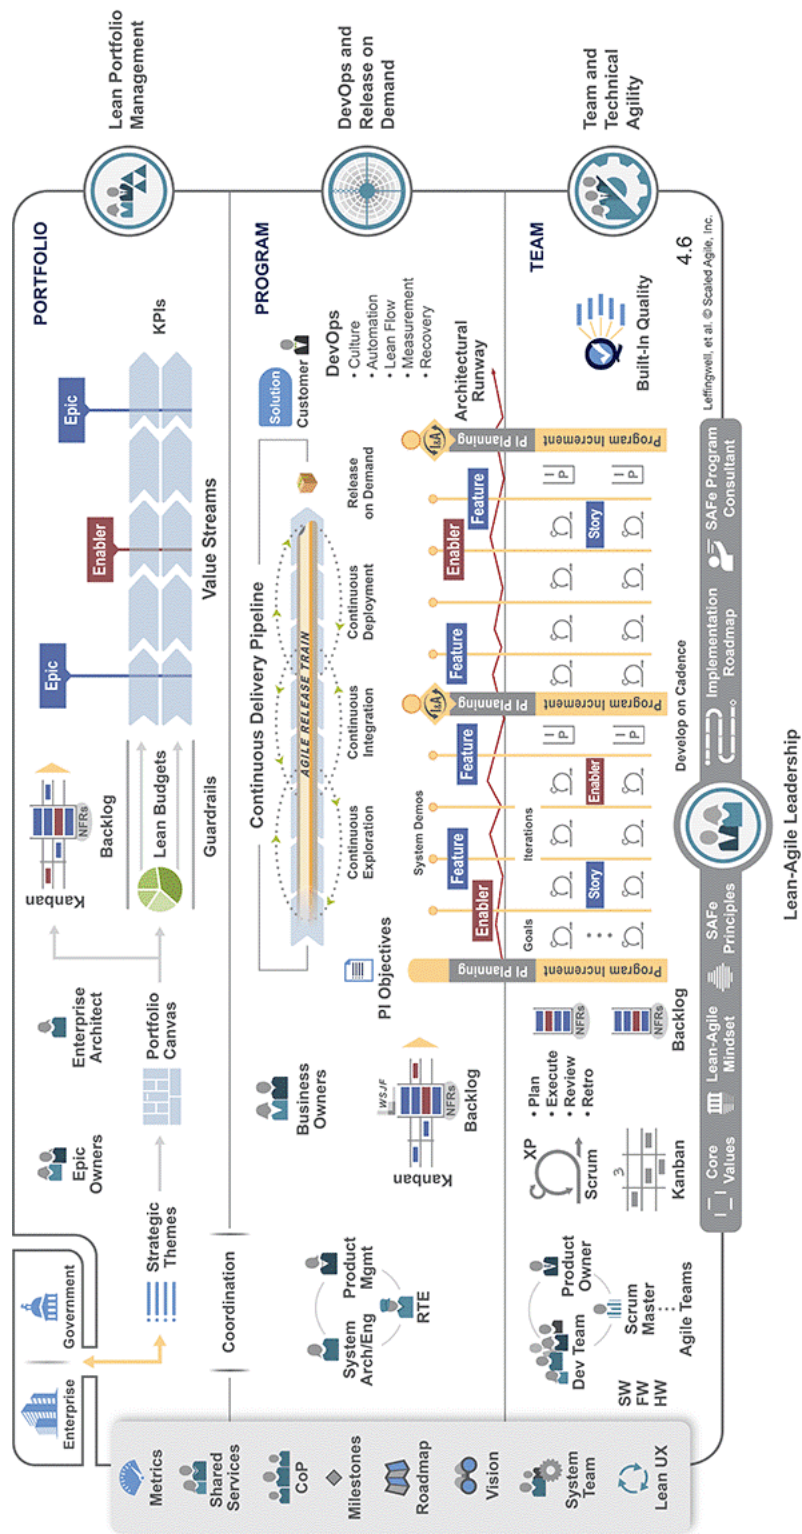 Enterprise
Government
PORTFOLIO
Lean Portfolio
Management
Epic
Owners
Enterprise
Architect
Strategic
Themes
Portfolio
Canvas
Kanban
NFRs
Backlog
Lean Budgets
Guardrails
Epic
Enabler
Epic
Value Streams
KPIs
Coordination
PROGRAM
DevOps and
Release on
Demand
System
Arch/Eng
Product
Mgmt
RTE
Business
Owners
Kanban
WSJF
NFRs
Backlog
PI Objectives
Continuous Delivery Pipeline
AGILE RELEASE TRAIN
Continuous
Exploration
Continuous
Integration
Continuous
Deployment
Release
on Demand
Solution
Customer
DevOps
• Culture
• Automation
• Lean Flow
• Measurement
• Recovery
System Demos
Enabler
Feature
Feature
Feature
Enabler
Feature
Architectural
Runway
I&A
I&A
PI Planning
PI Planning
PI Planning
Program Increment
Program Increment
Program Increment
TEAM
Team and
Technical
Agility
SW
FW
HW
Dev Team
Product
Owner
Scrum
Master
Agile Teams
XP
Scrum
• Plan
• Execute
• Review
• Retro
3
Kanban
NFRs
NFRs
Backlog
Goals
Iterations
Story
Enabler
Story
I P
I P
I P
I P
Develop on Cadence
Built-In Quality
4.6
Leffingwell, et al. © Scaled Agile, Inc.
Core
Values
Lean-Agile
Mindset
SAFe
Principles
Implementation
Roadmap
SAFe Program
Consultant
Lean-Agile Leadership
Metrics
Shared
Services
CoP
Milestones
Roadmap
Vision
System
Team
Lean UX